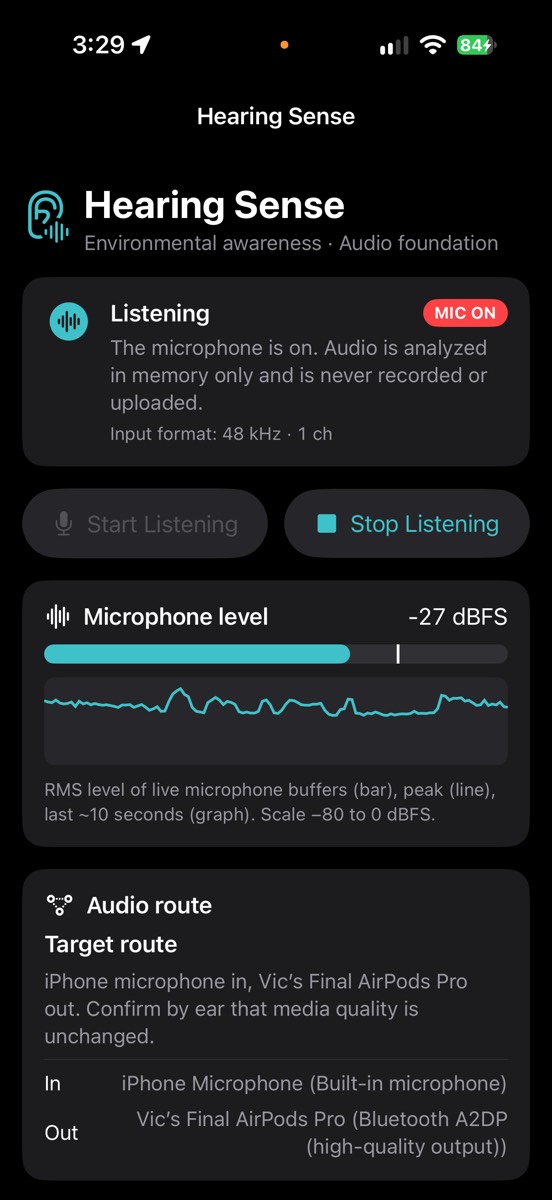 3:29
84
Hearing Sense
Hearing Sense
Environmental awareness · Audio foundation
Listening
MIC ON
The microphone is on. Audio is analyzed
in memory only and is never recorded or
uploaded.
Input format: 48 kHz · 1 ch
Start Listening
Stop Listening
Microphone level
-27 dBFS
RMS level of live microphone buffers (bar), peak (line),
last ~10 seconds (graph). Scale −80 to 0 dBFS.
Audio route
Target route
iPhone microphone in, Vic’s Final AirPods Pro
out. Confirm by ear that media quality is
unchanged.
In
iPhone Microphone (Built-in microphone)
Out
Vic’s Final AirPods Pro (Bluetooth A2DP
(high-quality output))